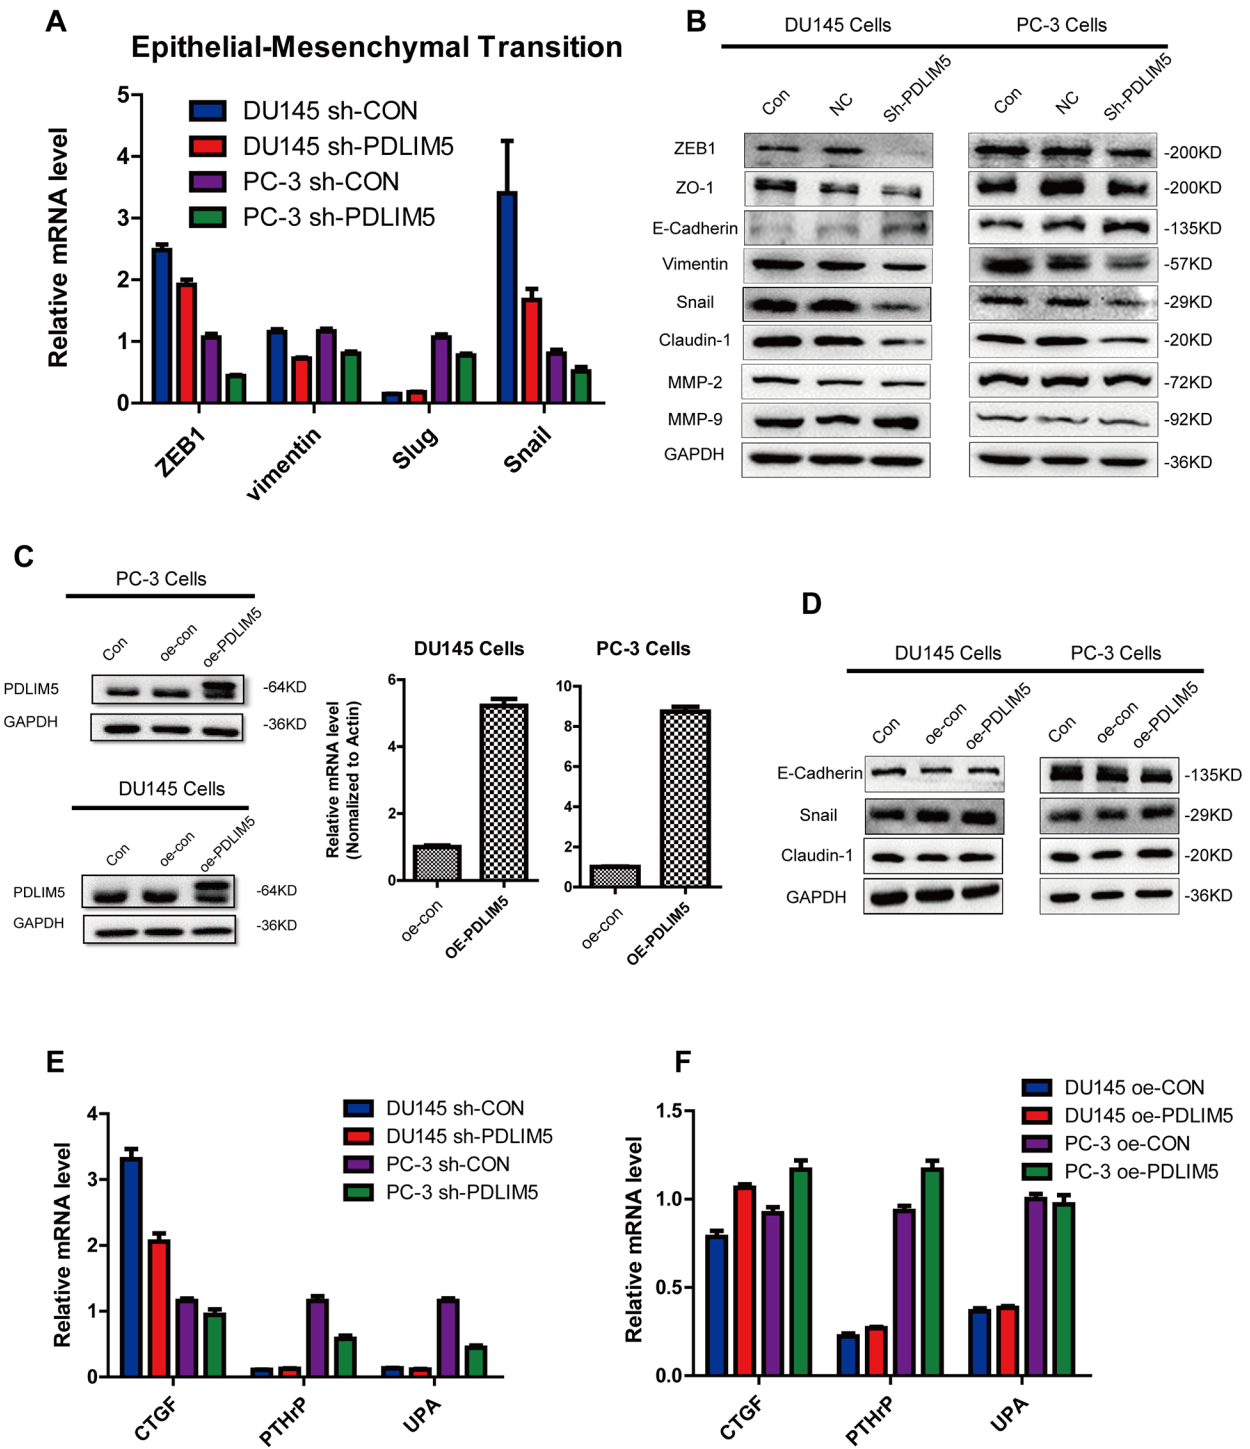 A
Epithelial-Mesenchymal Transition
Relative mRNA level
5
4
3
2
1
0
DU145 sh-CON
DU145 sh-PDLIM5
PC-3 sh-CON
PC-3 sh-PDLIM5
ZEB1
vimentin
Slug
Snail
B
DU145 Cells
PC-3 Cells
Con
NC
Sh-PDLIM5
Con
NC
Sh-PDLIM5
ZEB1
-200KD
ZO-1
-200KD
E-Cadherin
-135KD
Vimentin
-57KD
Snail
-29KD
Claudin-1
-20KD
MMP-2
-72KD
MMP-9
-92KD
GAPDH
-36KD
C
PC-3 Cells
Con
oe-con
oe-PDLIM5
PDLIM5
-64KD
GAPDH
-36KD
DU145 Cells
Con
oe-con
oe-PDLIM5
PDLIM5
-64KD
GAPDH
-36KD
Relative mRNA level
(Nomalized to Actin)
DU145 Cells
6
4
2
0
oe-con
OE-PDLIM5
PC-3 Cells
10
8
6
4
2
0
oe-con
OE-PDLIM5
D
DU145 Cells
PC-3 Cells
Con
oe-con
oe-PDLIM5
Con
oe-con
oe-PDLIM5
E-Cadherin
-135KD
Snail
-29KD
Claudin-1
-20KD
GAPDH
-36KD
E
Relative mRNA level
4
3
2
1
0
DU145 sh-CON
DU145 sh-PDLIM5
PC-3 sh-CON
PC-3 sh-PDLIM5
CTGF
PTHrP
UPA
F
Relative mRNA level
1.5
1.0
0.5
0.0
DU145 oe-CON
DU145 oe-PDLIM5
PC-3 oe-CON
PC-3 oe-PDLIM5
CTGF
PTHrP
UPA